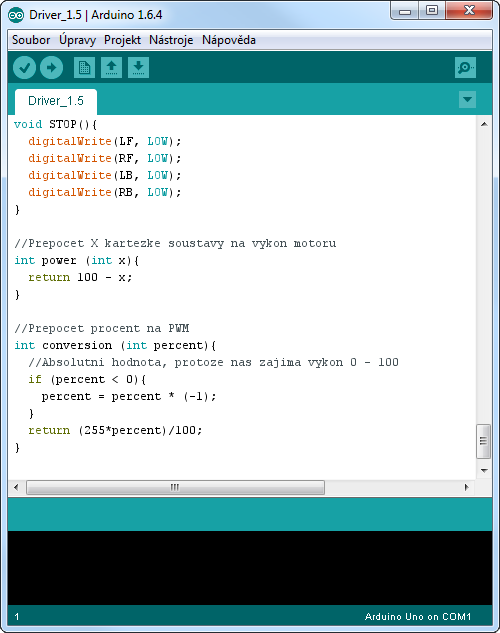 Driver_1.5 | Arduino 1.6.4
Soubor Úpravy Projekt Nástroje Nápověda
Driver_1.5
void STOP(){
  digitalWrite(LF, LOW);
  digitalWrite(RF, LOW);
  digitalWrite(LB, LOW);
  digitalWrite(RB, LOW);
}
//Prepocet X kartezke soustavy na vykon motoru
int power (int x){
  return 100 - x;
}
//Prepocet procent na PWM
int conversion (int percent){
  //Absolutni hodnota, protoze nas zajima vykon 0 - 100
  if (percent < 0){
    percent = percent * (-1);
  }
  return (255*percent)/100;
}
1 Arduino Uno on COM1